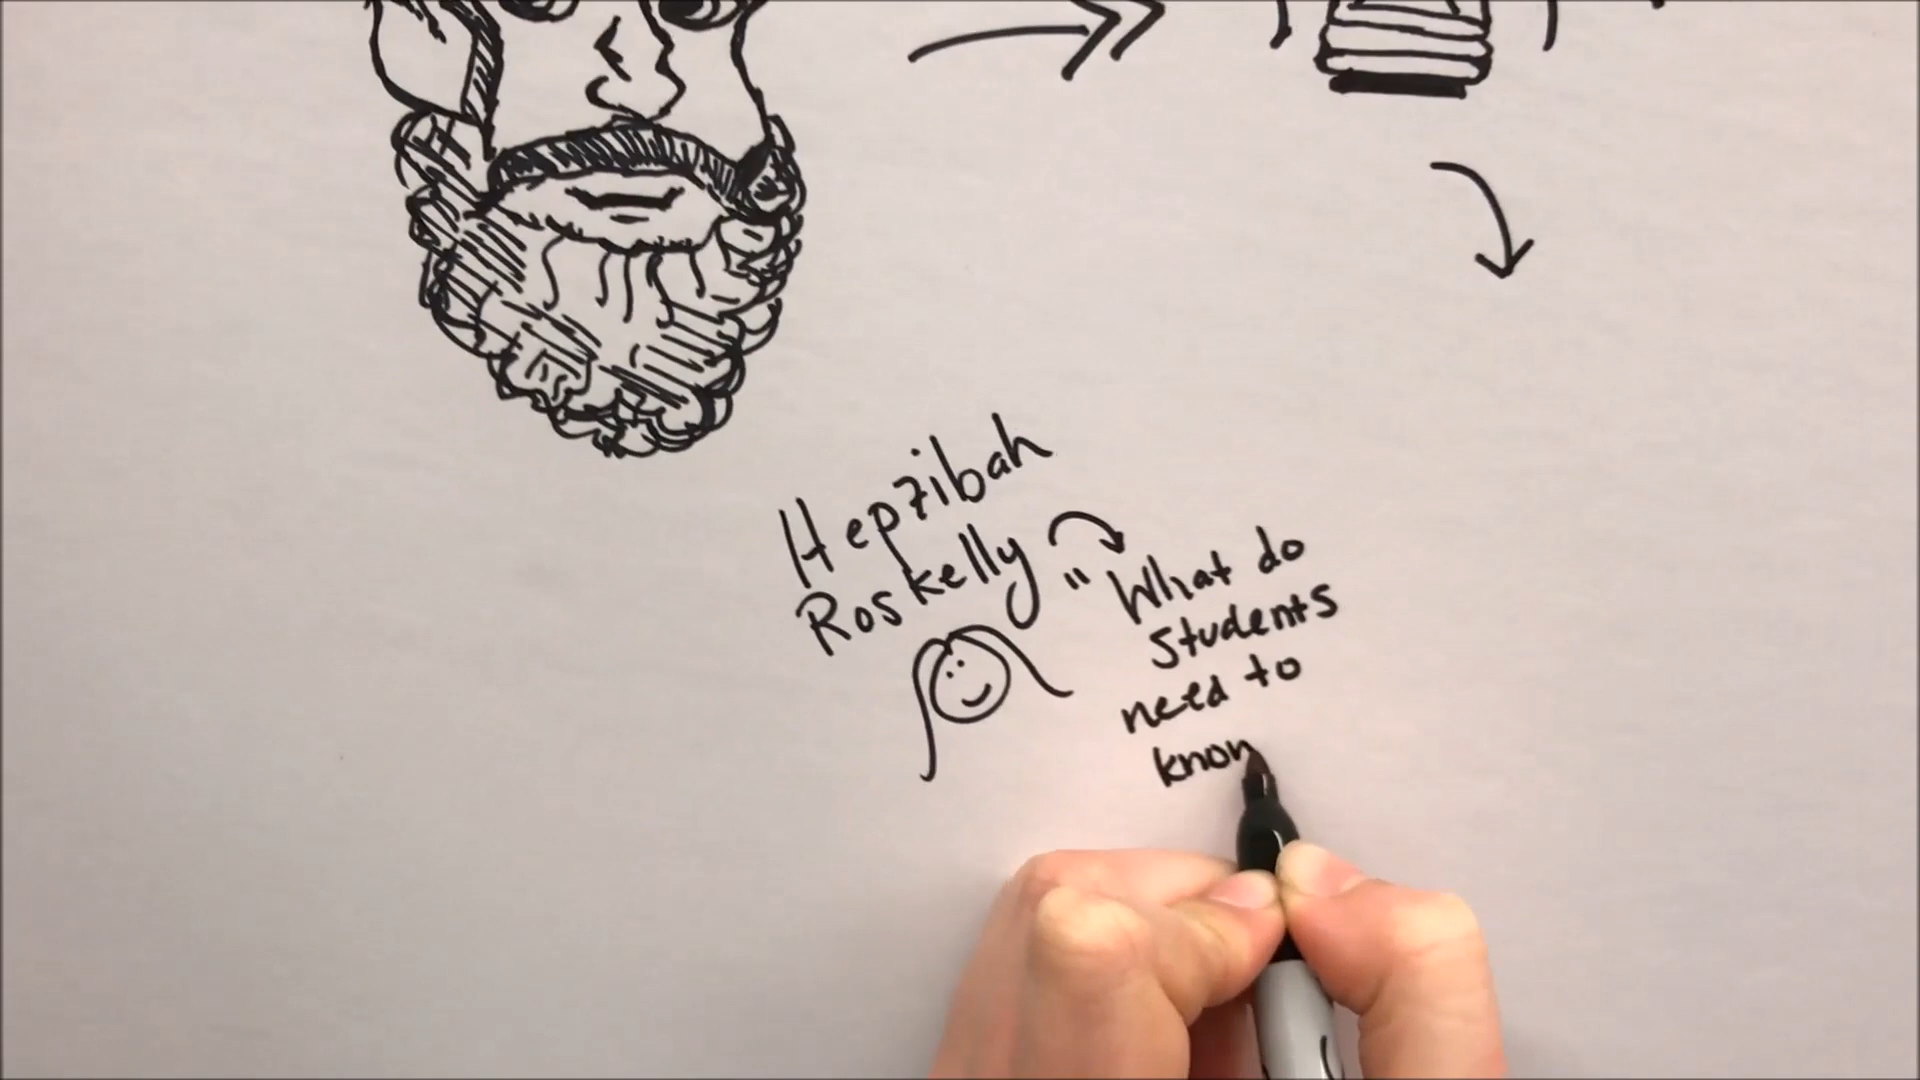 Hepzibah
Roskelly
"What do
students
need to
know